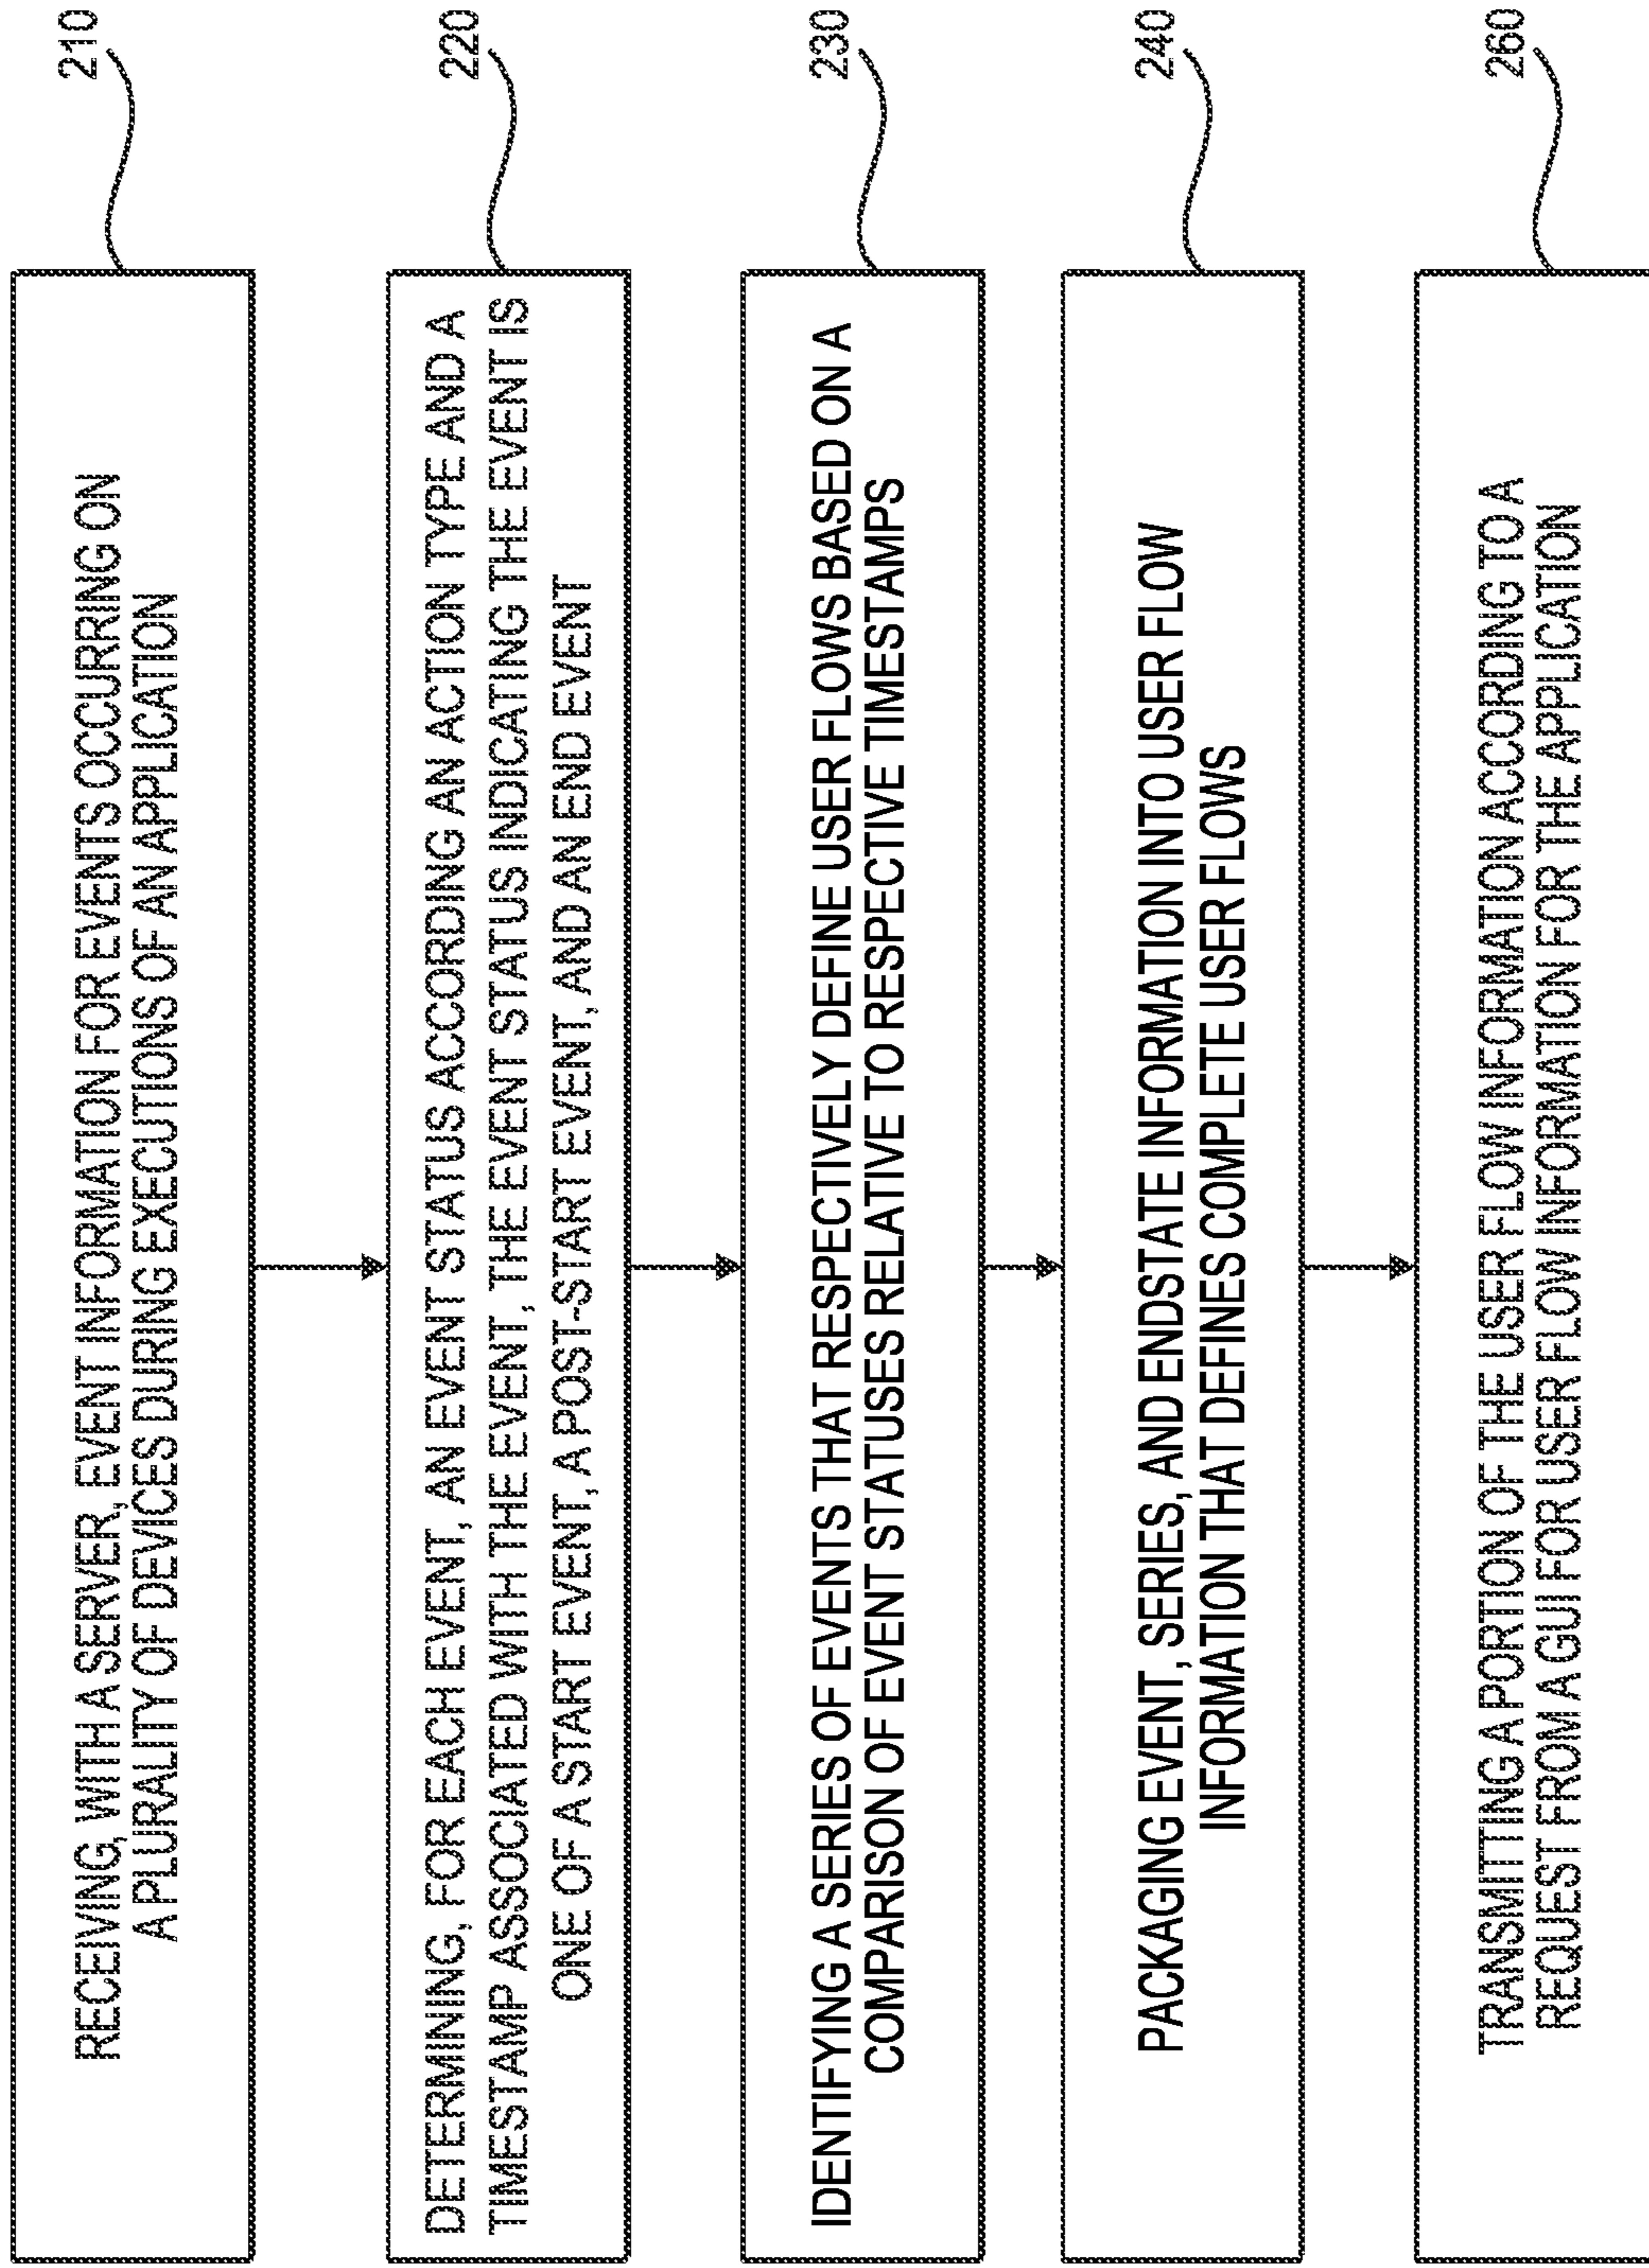 210
RECEIVING, WITH A SERVER, EVENT INFORMATION FOR EVENTS OCCURRING ON
A PLURALITY OF DEVICES DURING EXECUTIONS OF AN APPLICATION
220
DETERMINING, FOR EACH EVENT, AN EVENT STATUS ACCORDING AN ACTION TYPE AND A
TIMESTAMP ASSOCIATED WITH THE EVENT, THE EVENT STATUS INDICATING THE EVENT IS
ONE OF A START EVENT, A POST-START EVENT, AND AN END EVENT
230
IDENTIFYING A SERIES OF EVENTS THAT RESPECTIVELY DEFINE USER FLOWS BASED ON A
COMPARISON OF EVENT STATUSES RELATIVE TO RESPECTIVE TIMESTAMPS
240
PACKAGING EVENT, SERIES, AND ENDSTATE INFORMATION INTO USER FLOW
INFORMATION THAT DEFINES COMPLETE USER FLOWS
260
TRANSMITTING A PORTION OF THE USER FLOW INFORMATION ACCORDING TO A
REQUEST FROM A GUI FOR USER FLOW INFORMATION FOR THE APPLICATION